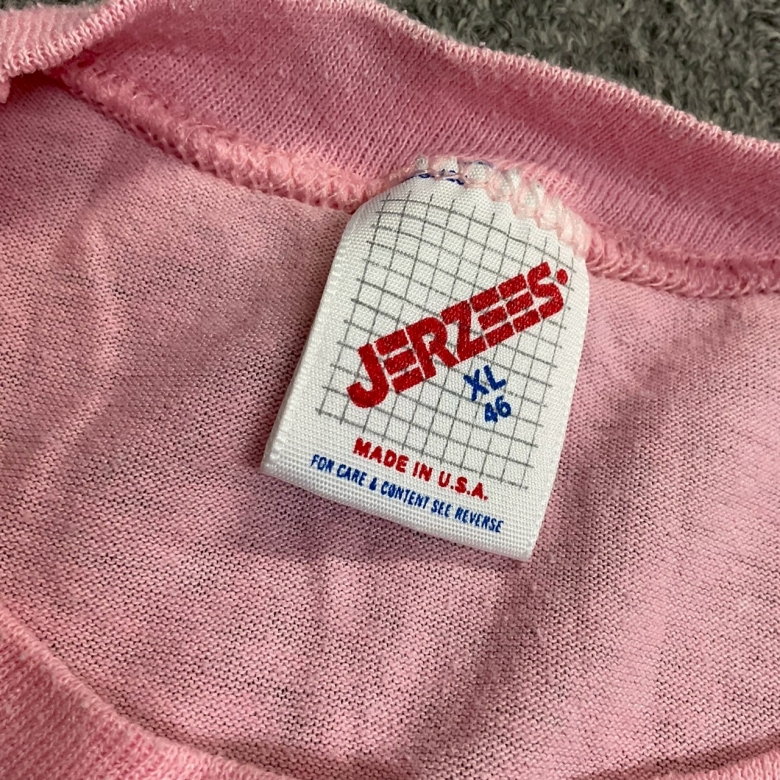 JERZEES
XL
46
MADE IN U.S.A.
FOR CARE & CONTENT SEE REVERSE